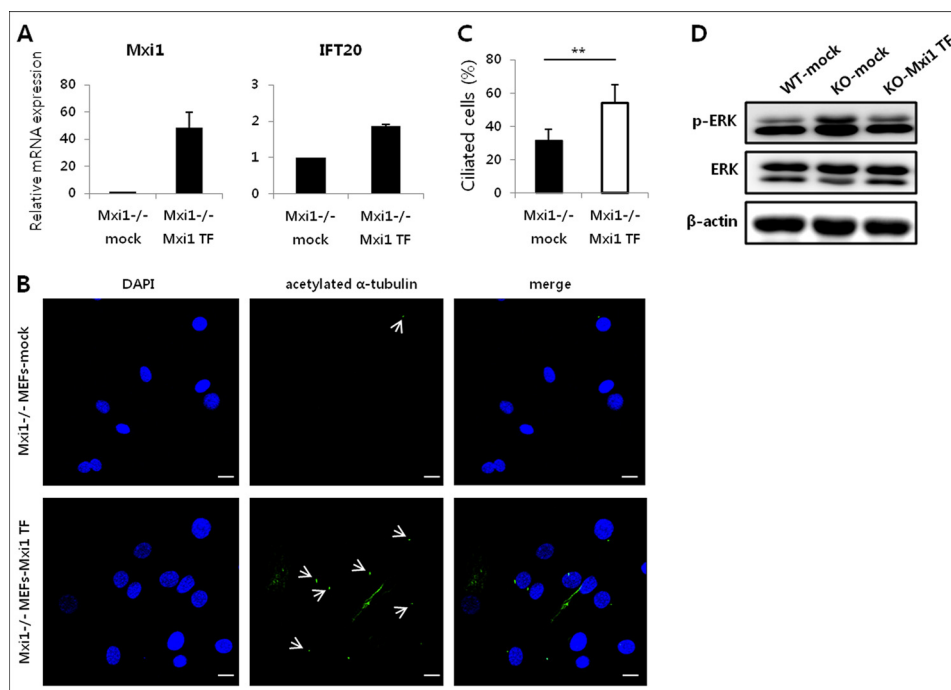 A
Mxi1
IFT20
Relative mRNA expression
80
60
40
20
0
Mxi1-/- mock
Mxi1-/- Mxi1 TF
3
2
1
0
Mxi1-/- mock
Mxi1-/- Mxi1 TF
C
**
Ciliated cells (%)
80
60
40
20
0
Mxi1-/- mock
Mxi1-/- Mxi1 TF
D
WT-mock
KO-mock
KO-Mxi1 TF
p-ERK
ERK
β-actin
B
DAPI
acetylated α-tubulin
merge
Mxi1-/- MEFs-mock
Mxi1-/- MEFs-Mxi1 TF